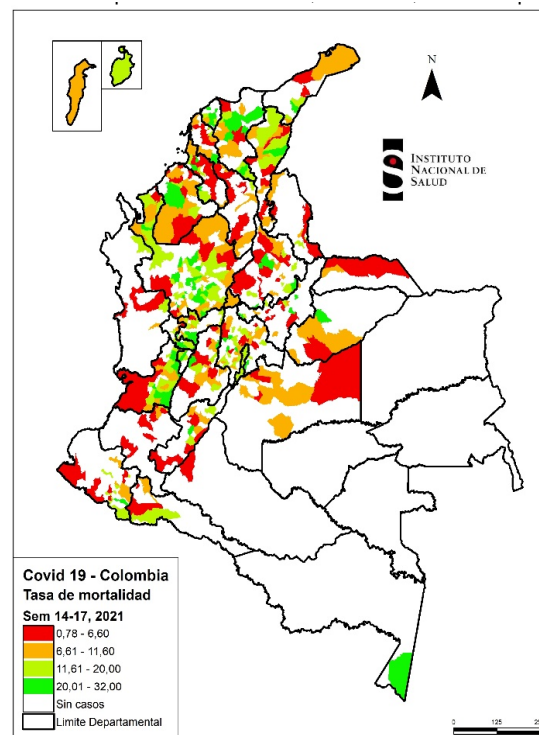 N
INSTITUTO
NACIONAL DE
SALUD
Covid 19 - Colombia
Tasa de mortalidad
Sem 14-17, 2021
0,78 - 6,60
6,61 - 11,60
11,61 - 20,00
20,01 - 32,00
Sin casos
Limite Departamental
0 125